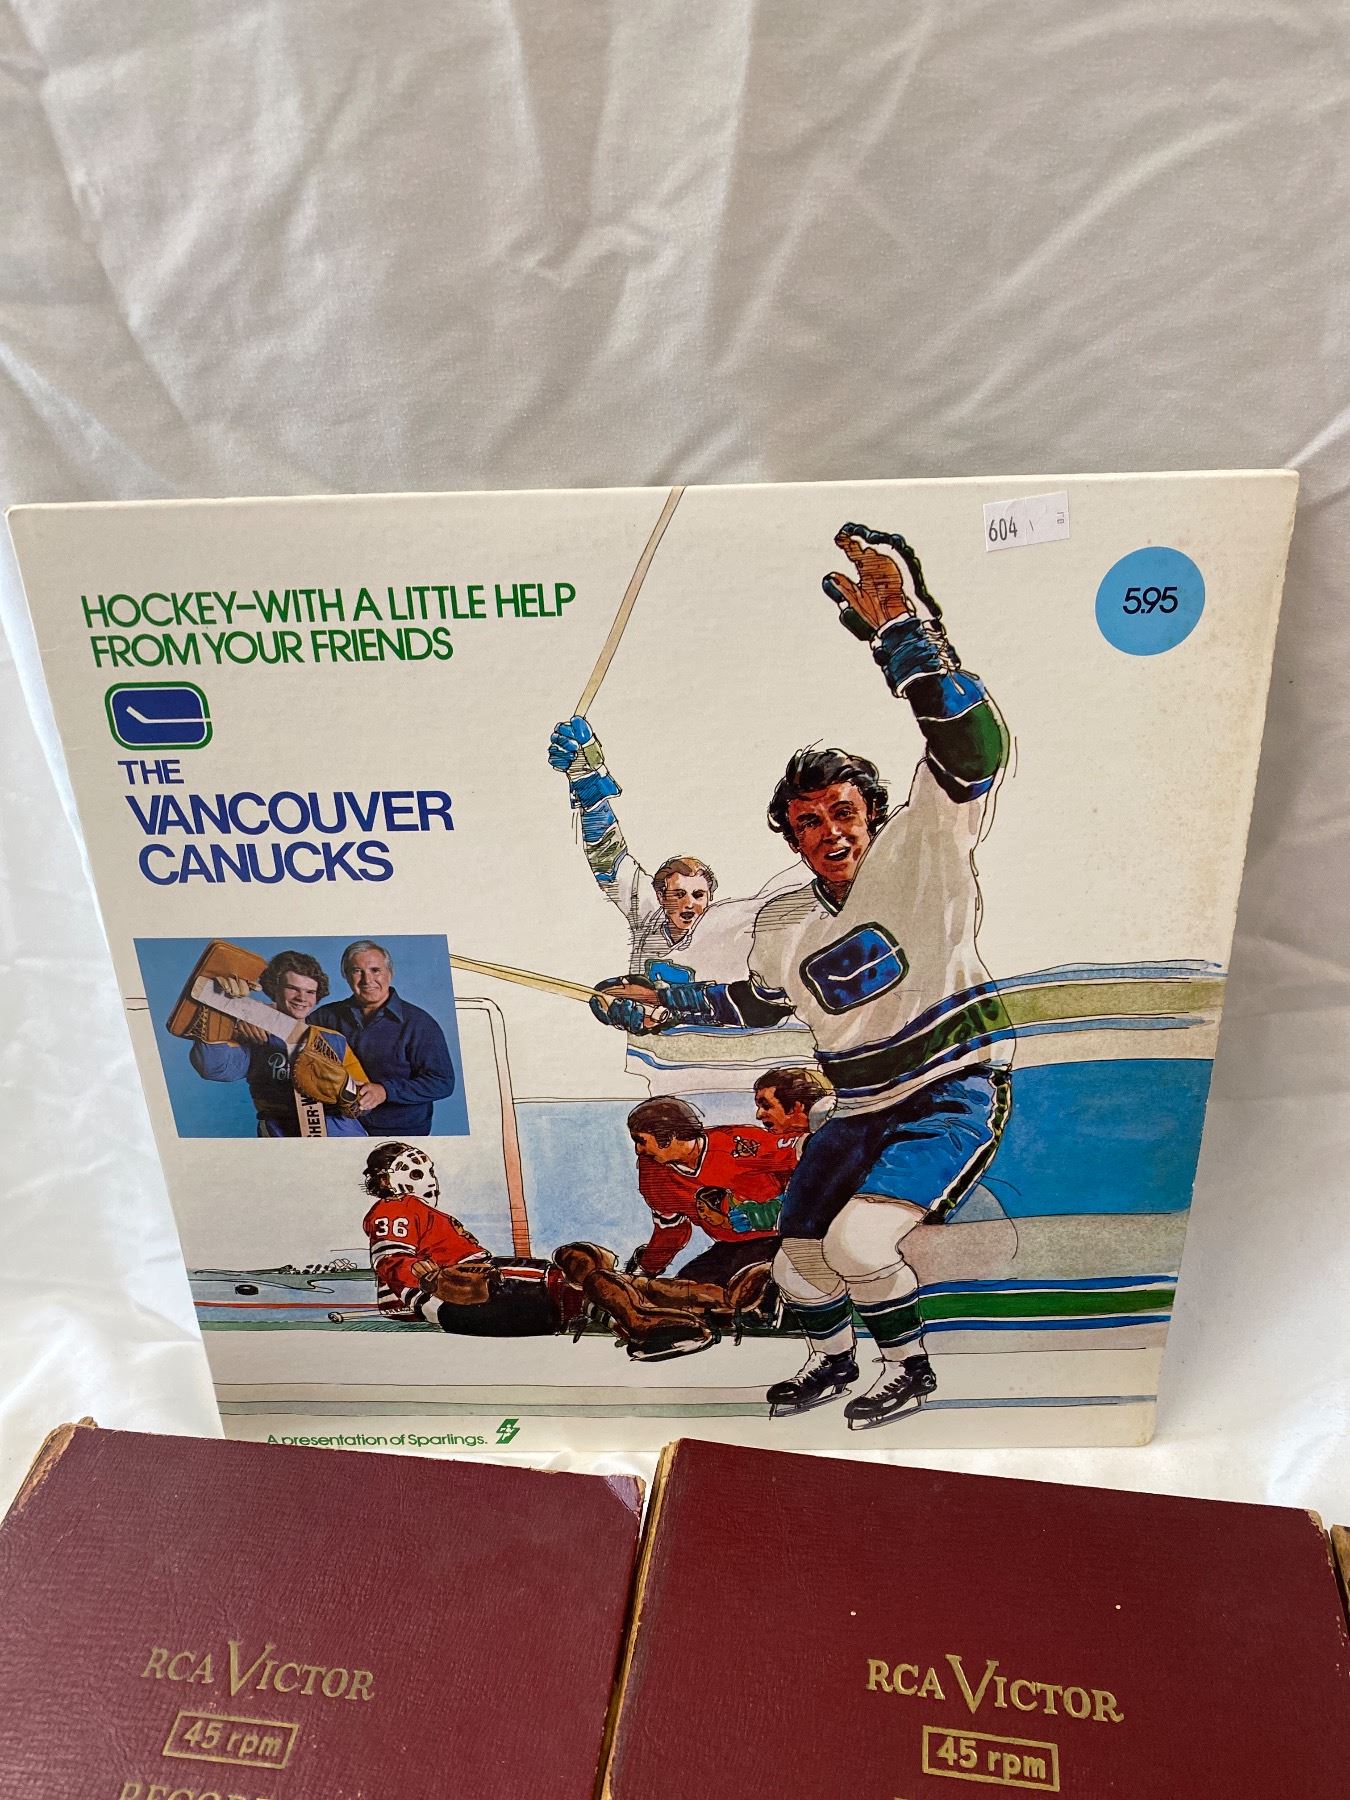 604
5.95
HOCKEY-WITH A LITTLE HELP
FROM YOUR FRIENDS
THE
VANCOUVER
CANUCKS
36
A presentation of Sparlings.
RCA VICTOR
45 rpm
RCA VICTOR
45 rpm